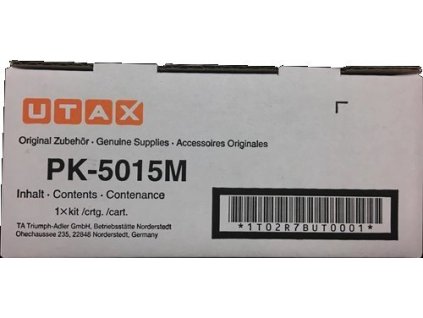 UTAX
Original Zubehör · Genuine Supplies · Accessoires Originales
PK-5015M
Inhalt · Contents · Contenance
1×kit /crtg. /cart.
TA Triumph-Adler GmbH, Betriebsstätte Norderstedt
Ohechaussee 235, 22848 Norderstedt, Germany
*1T02R7BUT0001*